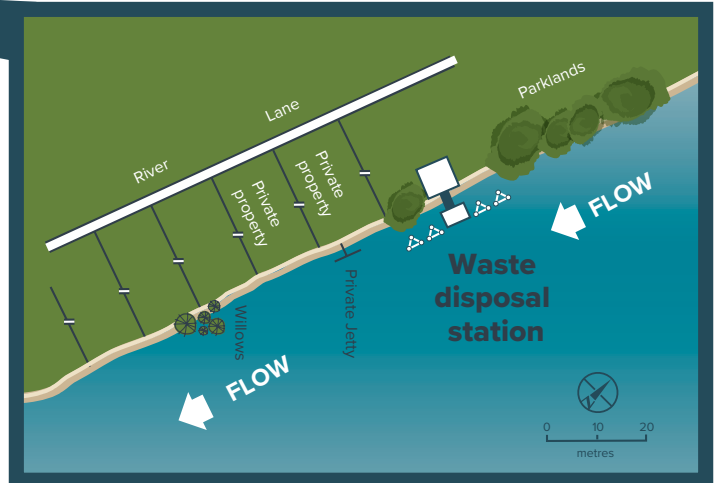 Parklands
Lane
River
Private
property
Private
property
FLOW
Waste
disposal
station
Private Jetty
Willows
FLOW
N
0 10 20
metres